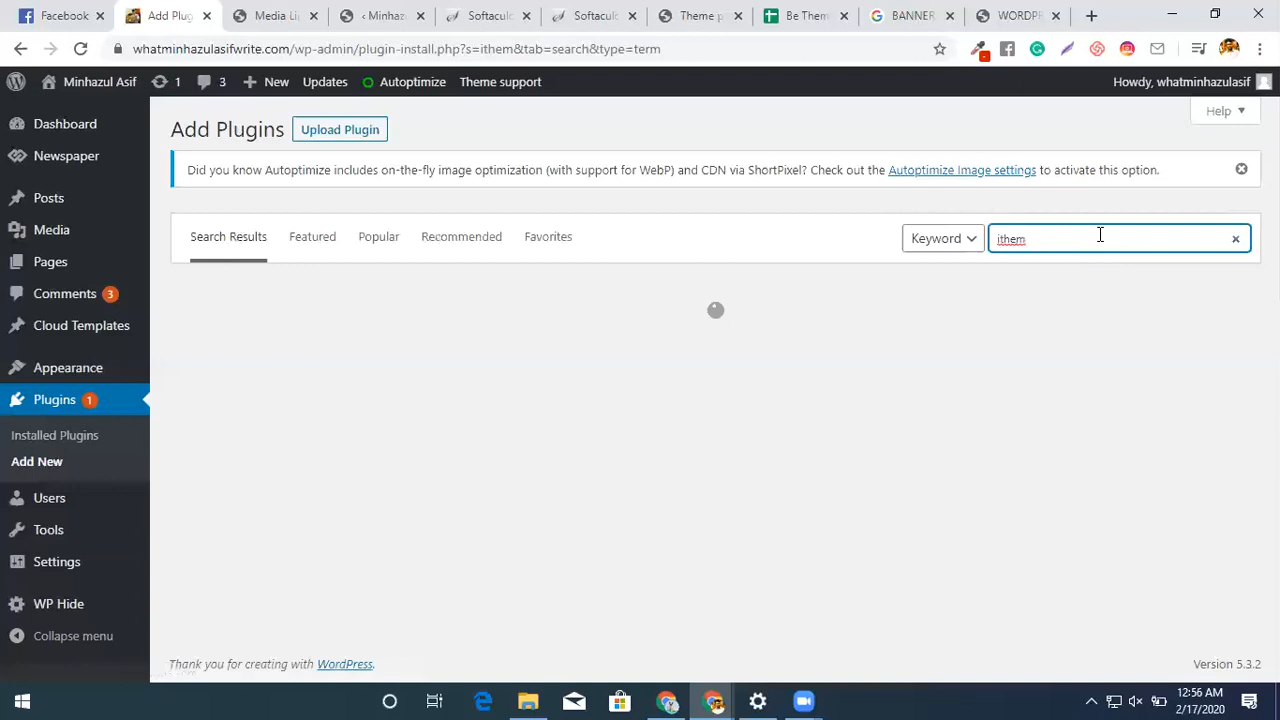 Facebook
Add Plugin
Media Li
‹ Minhaz
Softacul
Softacul
Theme o
Be Them
BANNER
WORDPR
whatminhazulasifwrite.com/wp-admin/plugin-install.php?s=ithem&tab=search&type=term
Minhazul Asif
1
3
New
Updates
Autoptimize
Theme support
Howdy, whatminhazulasif
Dashboard
Newspaper
Posts
Media
Pages
Comments 3
Cloud Templates
Appearance
Plugins 1
Installed Plugins
Add New
Users
Tools
Settings
WP Hide
Collapse menu
Help
Add Plugins
Upload Plugin
Did you know Autoptimize includes on-the-fly image optimization (with support for WebP) and CDN via ShortPixel? Check out the Autoptimize Image settings to activate this option.
Search Results
Featured
Popular
Recommended
Favorites
Keyword
ithem
Thank you for creating with WordPress.
Version 5.3.2
12:56 AM
2/17/2020